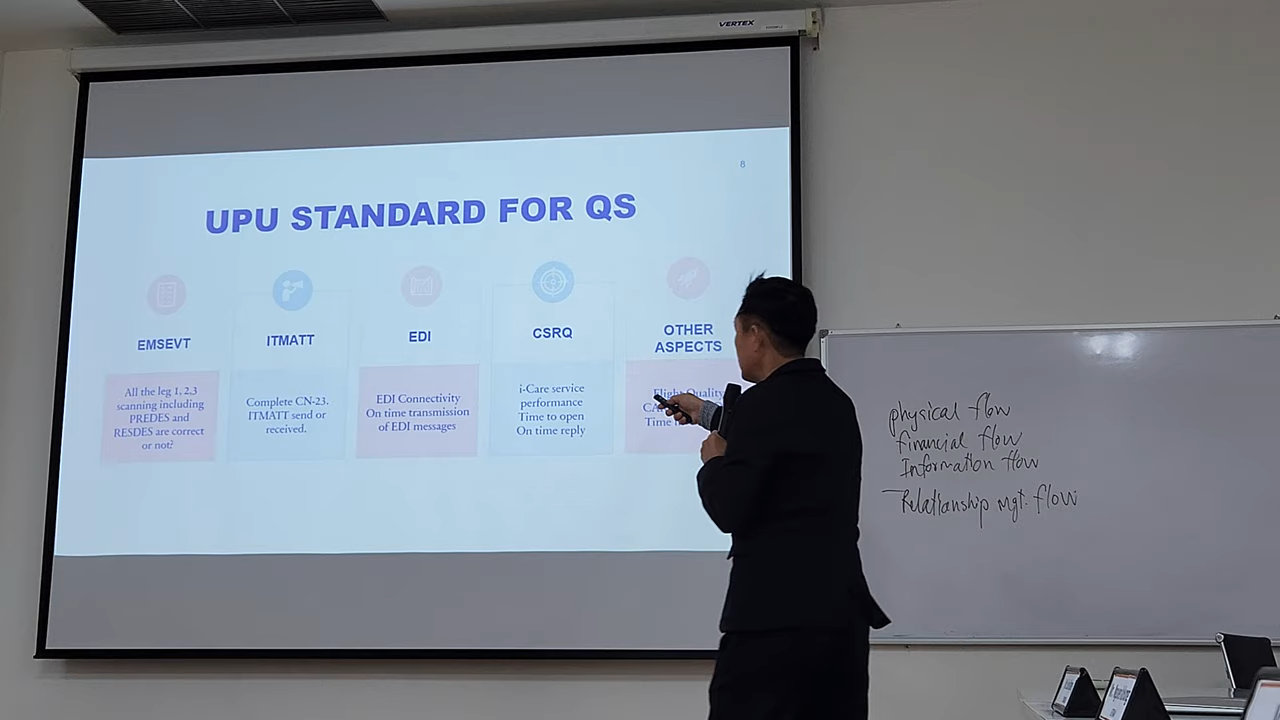 VERTEX
8
UPU STANDARD FOR QS
EMSEVT
All the leg 1, 2,3
scanning including
PREDES and
RESDES are correct
or not?
ITMATT
Complete CN-23.
ITMATT send or
received.
EDI
EDI Connectivity
On time transmission
of EDI messages
CSRQ
i-Care service
performance
Time to open
On time reply
OTHER
ASPECTS
Flight Quality
Time
physical flow
financial flow
Information flow
Relationship mgt. flow